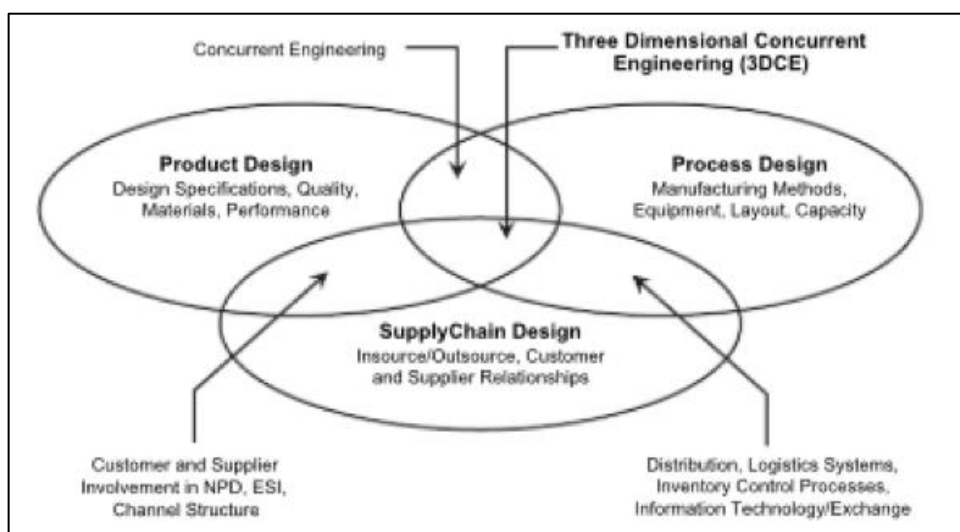 Concurrent Engineering
Three Dimensional Concurrent
Engineering (3DCE)
Product Design
Design Specifications, Quality,
Materials, Performance
Process Design
Manufacturing Methods,
Equipment, Layout, Capacity
SupplyChain Design
Insource/Outsource, Customer
and Supplier Relationships
Customer and Supplier
Involvement in NPD, ESI,
Channel Structure
Distribution, Logistics Systems,
Inventory Control Processes,
Information Technology/Exchange